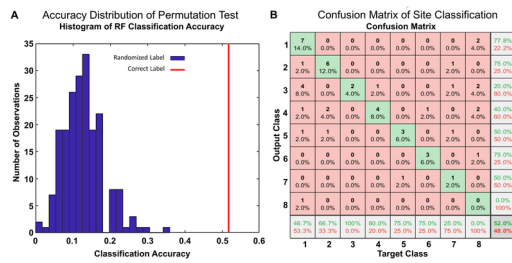 A
Accuracy Distribution of Permutation Test
Histogram of RF Classification Accuracy
Randomized Label
Correct Label
Number of Observations
35
30
25
20
15
10
5
0
0 0.1 0.2 0.3 0.4 0.5 0.6
Classification Accuracy
B
Confusion Matrix of Site Classification
Confusion Matrix
Output Class
1 7 0 0 0 0 0 0 2 77.8%
14.0% 0.0% 0.0% 0.0% 0.0% 0.0% 0.0% 4.0% 22.2%
2 1 6 0 0 0 0 1 0 75.0%
2.0% 12.0% 0.0% 0.0% 0.0% 0.0% 2.0% 0.0% 25.0%
3 4 0 2 1 0 0 1 2 20.0%
8.0% 0.0% 4.0% 2.0% 0.0% 0.0% 2.0% 4.0% 80.0%
4 1 2 0 4 0 1 0 2 40.0%
2.0% 4.0% 0.0% 8.0% 0.0% 2.0% 0.0% 4.0% 60.0%
5 1 1 0 0 3 0 1 0 50.0%
2.0% 2.0% 0.0% 0.0% 6.0% 0.0% 2.0% 0.0% 50.0%
6 0 0 0 0 0 3 0 1 75.0%
0.0% 0.0% 0.0% 0.0% 0.0% 6.0% 0.0% 2.0% 25.0%
7 0 0 0 0 1 0 1 0 50.0%
0.0% 0.0% 0.0% 0.0% 2.0% 0.0% 2.0% 0.0% 50.0%
8 1 0 0 0 0 0 0 0 0.0%
2.0% 0.0% 0.0% 0.0% 0.0% 0.0% 0.0% 0.0% 100%
46.7% 66.7% 100% 80.0% 75.0% 75.0% 25.0% 0.0% 52.0%
53.3% 33.3% 0.0% 20.0% 25.0% 25.0% 75.0% 100% 48.0%
1 2 3 4 5 6 7 8
Target Class